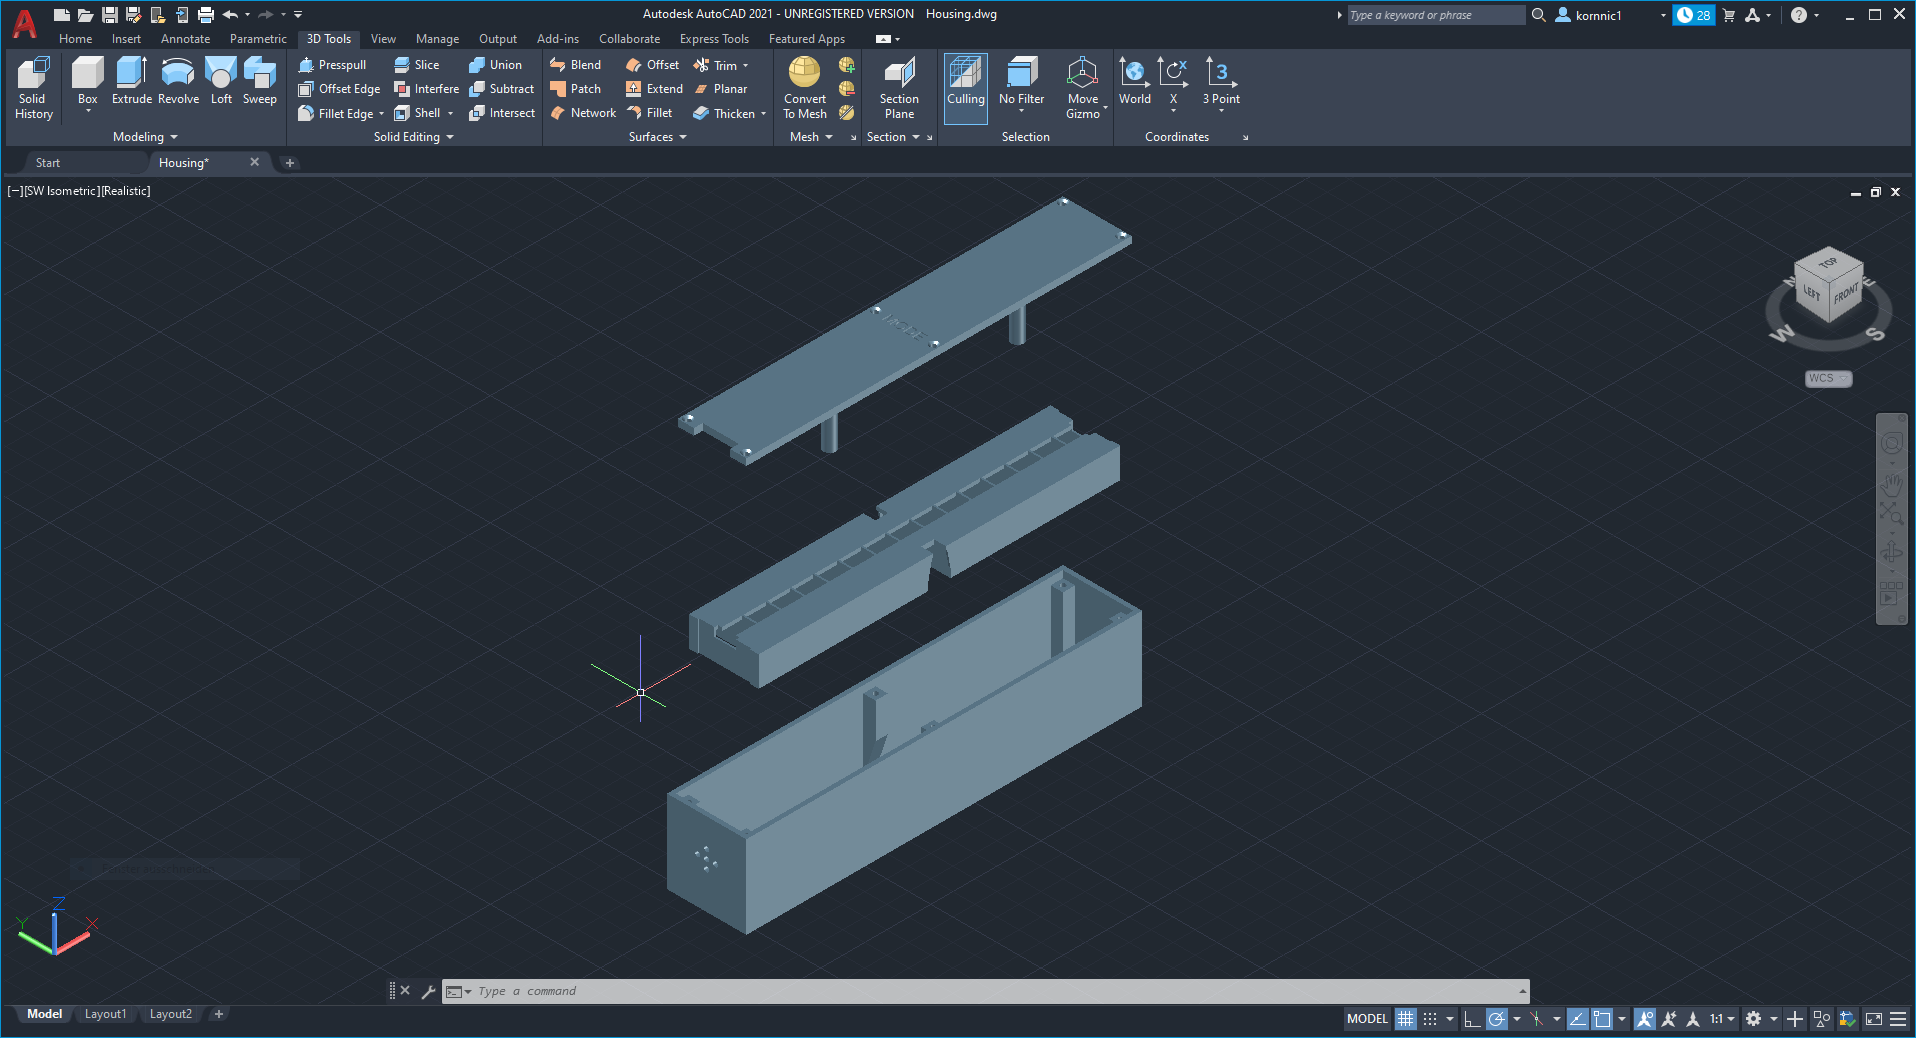 Autodesk AutoCAD 2021 - UNREGISTERED VERSION Housing.dwg
Type a keyword or phrase
kornnic1
28
Home Insert Annotate Parametric 3D Tools View Manage Output Add-ins Collaborate Express Tools Featured Apps
Solid History
Box Extrude Revolve Loft Sweep
Modeling
Presspull Slice Union
Offset Edge Interfere Subtract
Fillet Edge Shell Intersect
Solid Editing
Blend Offset Trim
Patch Extend Planar
Network Fillet Thicken
Surfaces
Convert To Mesh
Mesh
Section Plane
Section
Culling No Filter Move Gizmo
Selection
World X 3 Point
Coordinates
Start Housing*
[−][SW Isometric][Realistic]
TOP
LEFT FRONT
N E
W S
WCS
Z
Y X
Type a command
Model Layout1 Layout2
MODEL 1:1